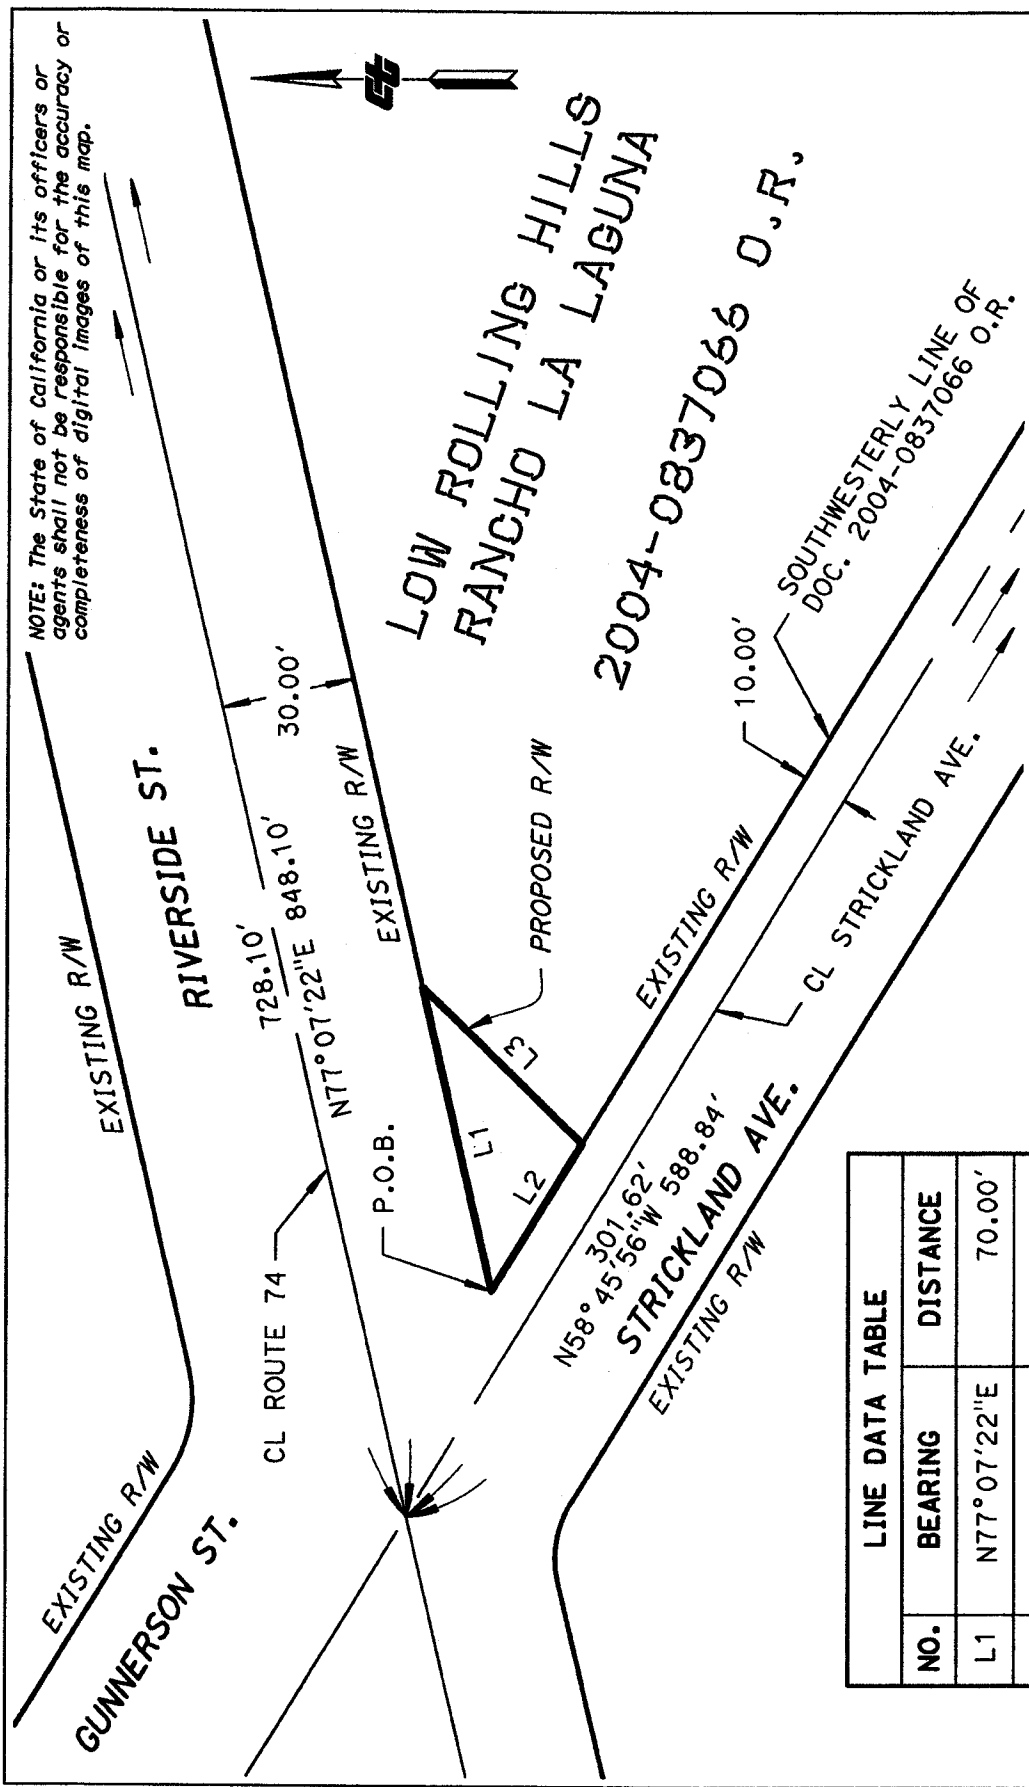 NOTE: The State of California or its officers or
agents shall not be responsible for the accuracy or
completeness of digital images of this map.
ct
EXISTING R/W
GUNNERSON ST.
EXISTING R/W
RIVERSIDE ST.
CL ROUTE 74
728.10'
N77°07'22"E 848.10'
30.00'
P.O.B.
EXISTING R/W
L1
L2
L3
PROPOSED R/W
LOW ROLLING HILLS
RANCHO LA LAGUNA
2004-0837066 O.R.
301.62'
N58°45'56"W 588.84'
STRICKLAND AVE.
EXISTING R/W
EXISTING R/W
10.00'
SOUTHWESTERLY LINE OF
DOC. 2004-0837066 O.R.
CL STRICKLAND AVE.
LINE DATA TABLE
NO. BEARING DISTANCE
L1 N77°07'22"E 70.00'